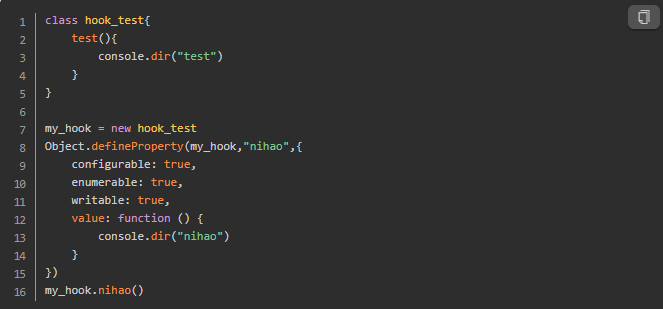 1 class hook_test{
2     test(){
3         console.dir("test")
4     }
5 }
6
7 my_hook = new hook_test
8 Object.defineProperty(my_hook,"nihao",{
9     configurable: true,
10     enumerable: true,
11     writable: true,
12     value: function () {
13         console.dir("nihao")
14     }
15 })
16 my_hook.nihao()